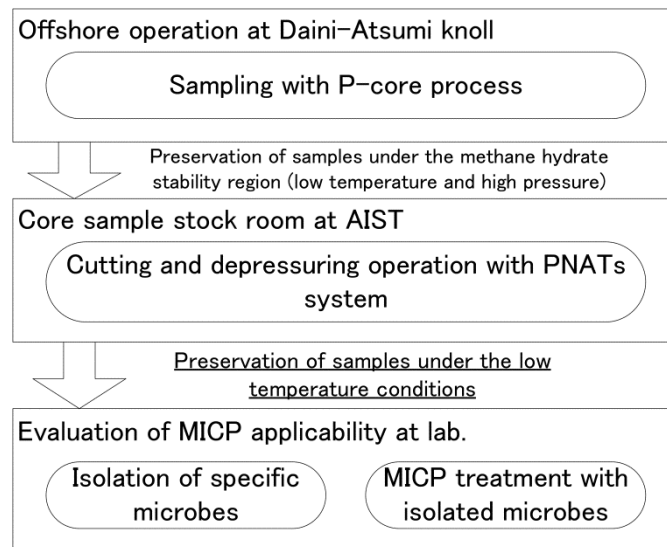 Offshore operation at Daini-Atsumi knoll
Sampling with P-core process
Preservation of samples under the methane hydrate
stability region (low temperature and high pressure)
Core sample stock room at AIST
Cutting and depressuring operation with PNATs
system
Preservation of samples under the low
temperature conditions
Evaluation of MICP applicability at lab.
Isolation of specific
microbes
MICP treatment with
isolated microbes